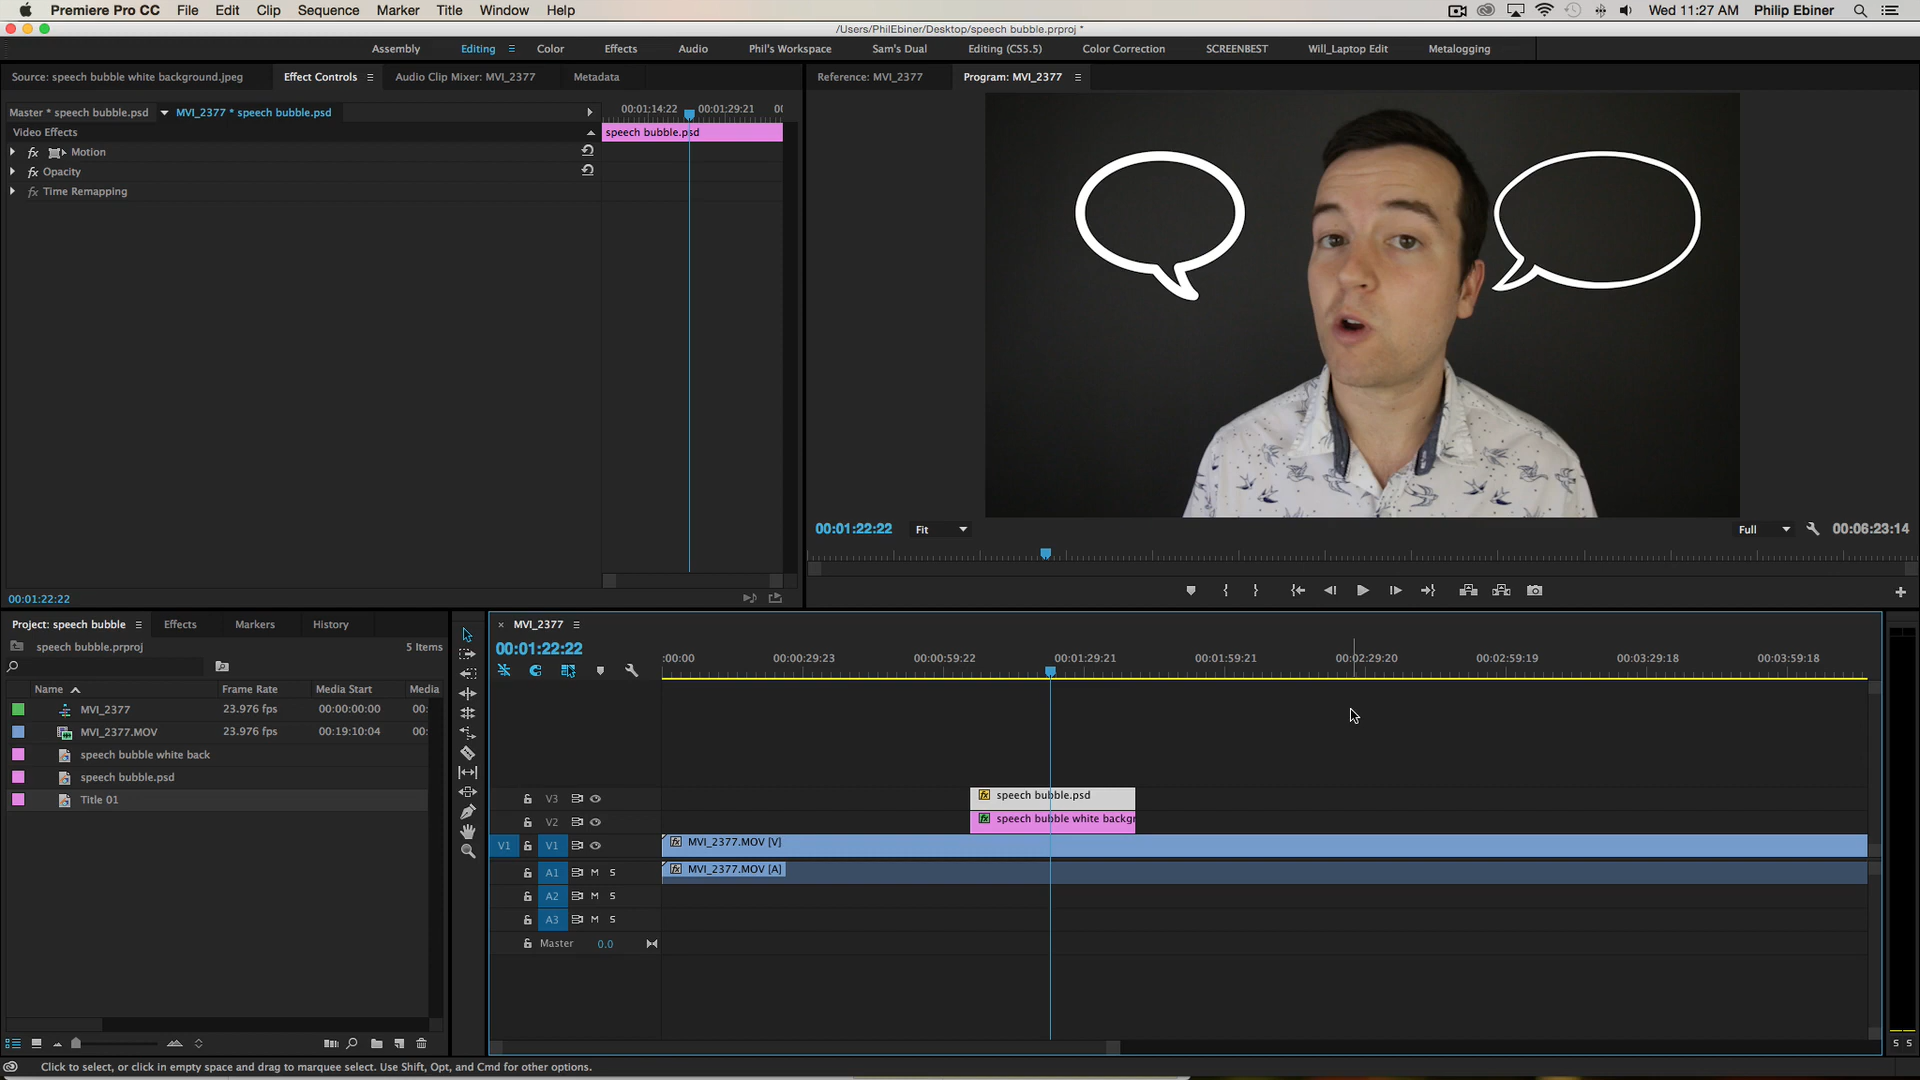 Premiere Pro CC File Edit Clip Sequence Marker Title Window Help Wed 11:27 AM Philip Ebiner
/Users/PhilEbiner/Desktop/speech bubble.prproj *
Assembly Editing Color Effects Audio Phil's Workspace Sam's Dual Editing (CS5.5) Color Correction SCREENBEST Will_Laptop Edit Metalogging
Source: speech bubble white background.jpeg Effect Controls Audio Clip Mixer: MVI_2377 Metadata Reference: MVI_2377 Program: MVI_2377
Master * speech bubble.psd MVI_2377 * speech bubble.psd 00:01:14:22 00:01:29:21
Video Effects speech bubble.psd
fx Motion
fx Opacity
fx Time Remapping
00:01:22:22 Fit Full 00:06:23:14
00:01:22:22
Project: speech bubble Effects Markers History MVI_2377
speech bubble.prproj 5 Items 00:01:22:22
:00:00 00:00:29:23 00:00:59:22 00:01:29:21 00:01:59:21 00:02:29:20 00:02:59:19 00:03:29:18 00:03:59:18
Name Frame Rate Media Start Media
MVI_2377 23.976 fps 00:00:00:00 00:
MVI_2377.MOV 23.976 fps 00:19:10:04 00:
speech bubble white back
speech bubble.psd
Title 01
V3 fx speech bubble.psd
V2 fx speech bubble white backgr
V1 V1 fx MVI_2377.MOV [V]
A1 M S fx MVI_2377.MOV [A]
A2 M S
A3 M S
Master 0.0
S S
Click to select, or click in empty space and drag to marquee select. Use Shift, Opt, and Cmd for other options.